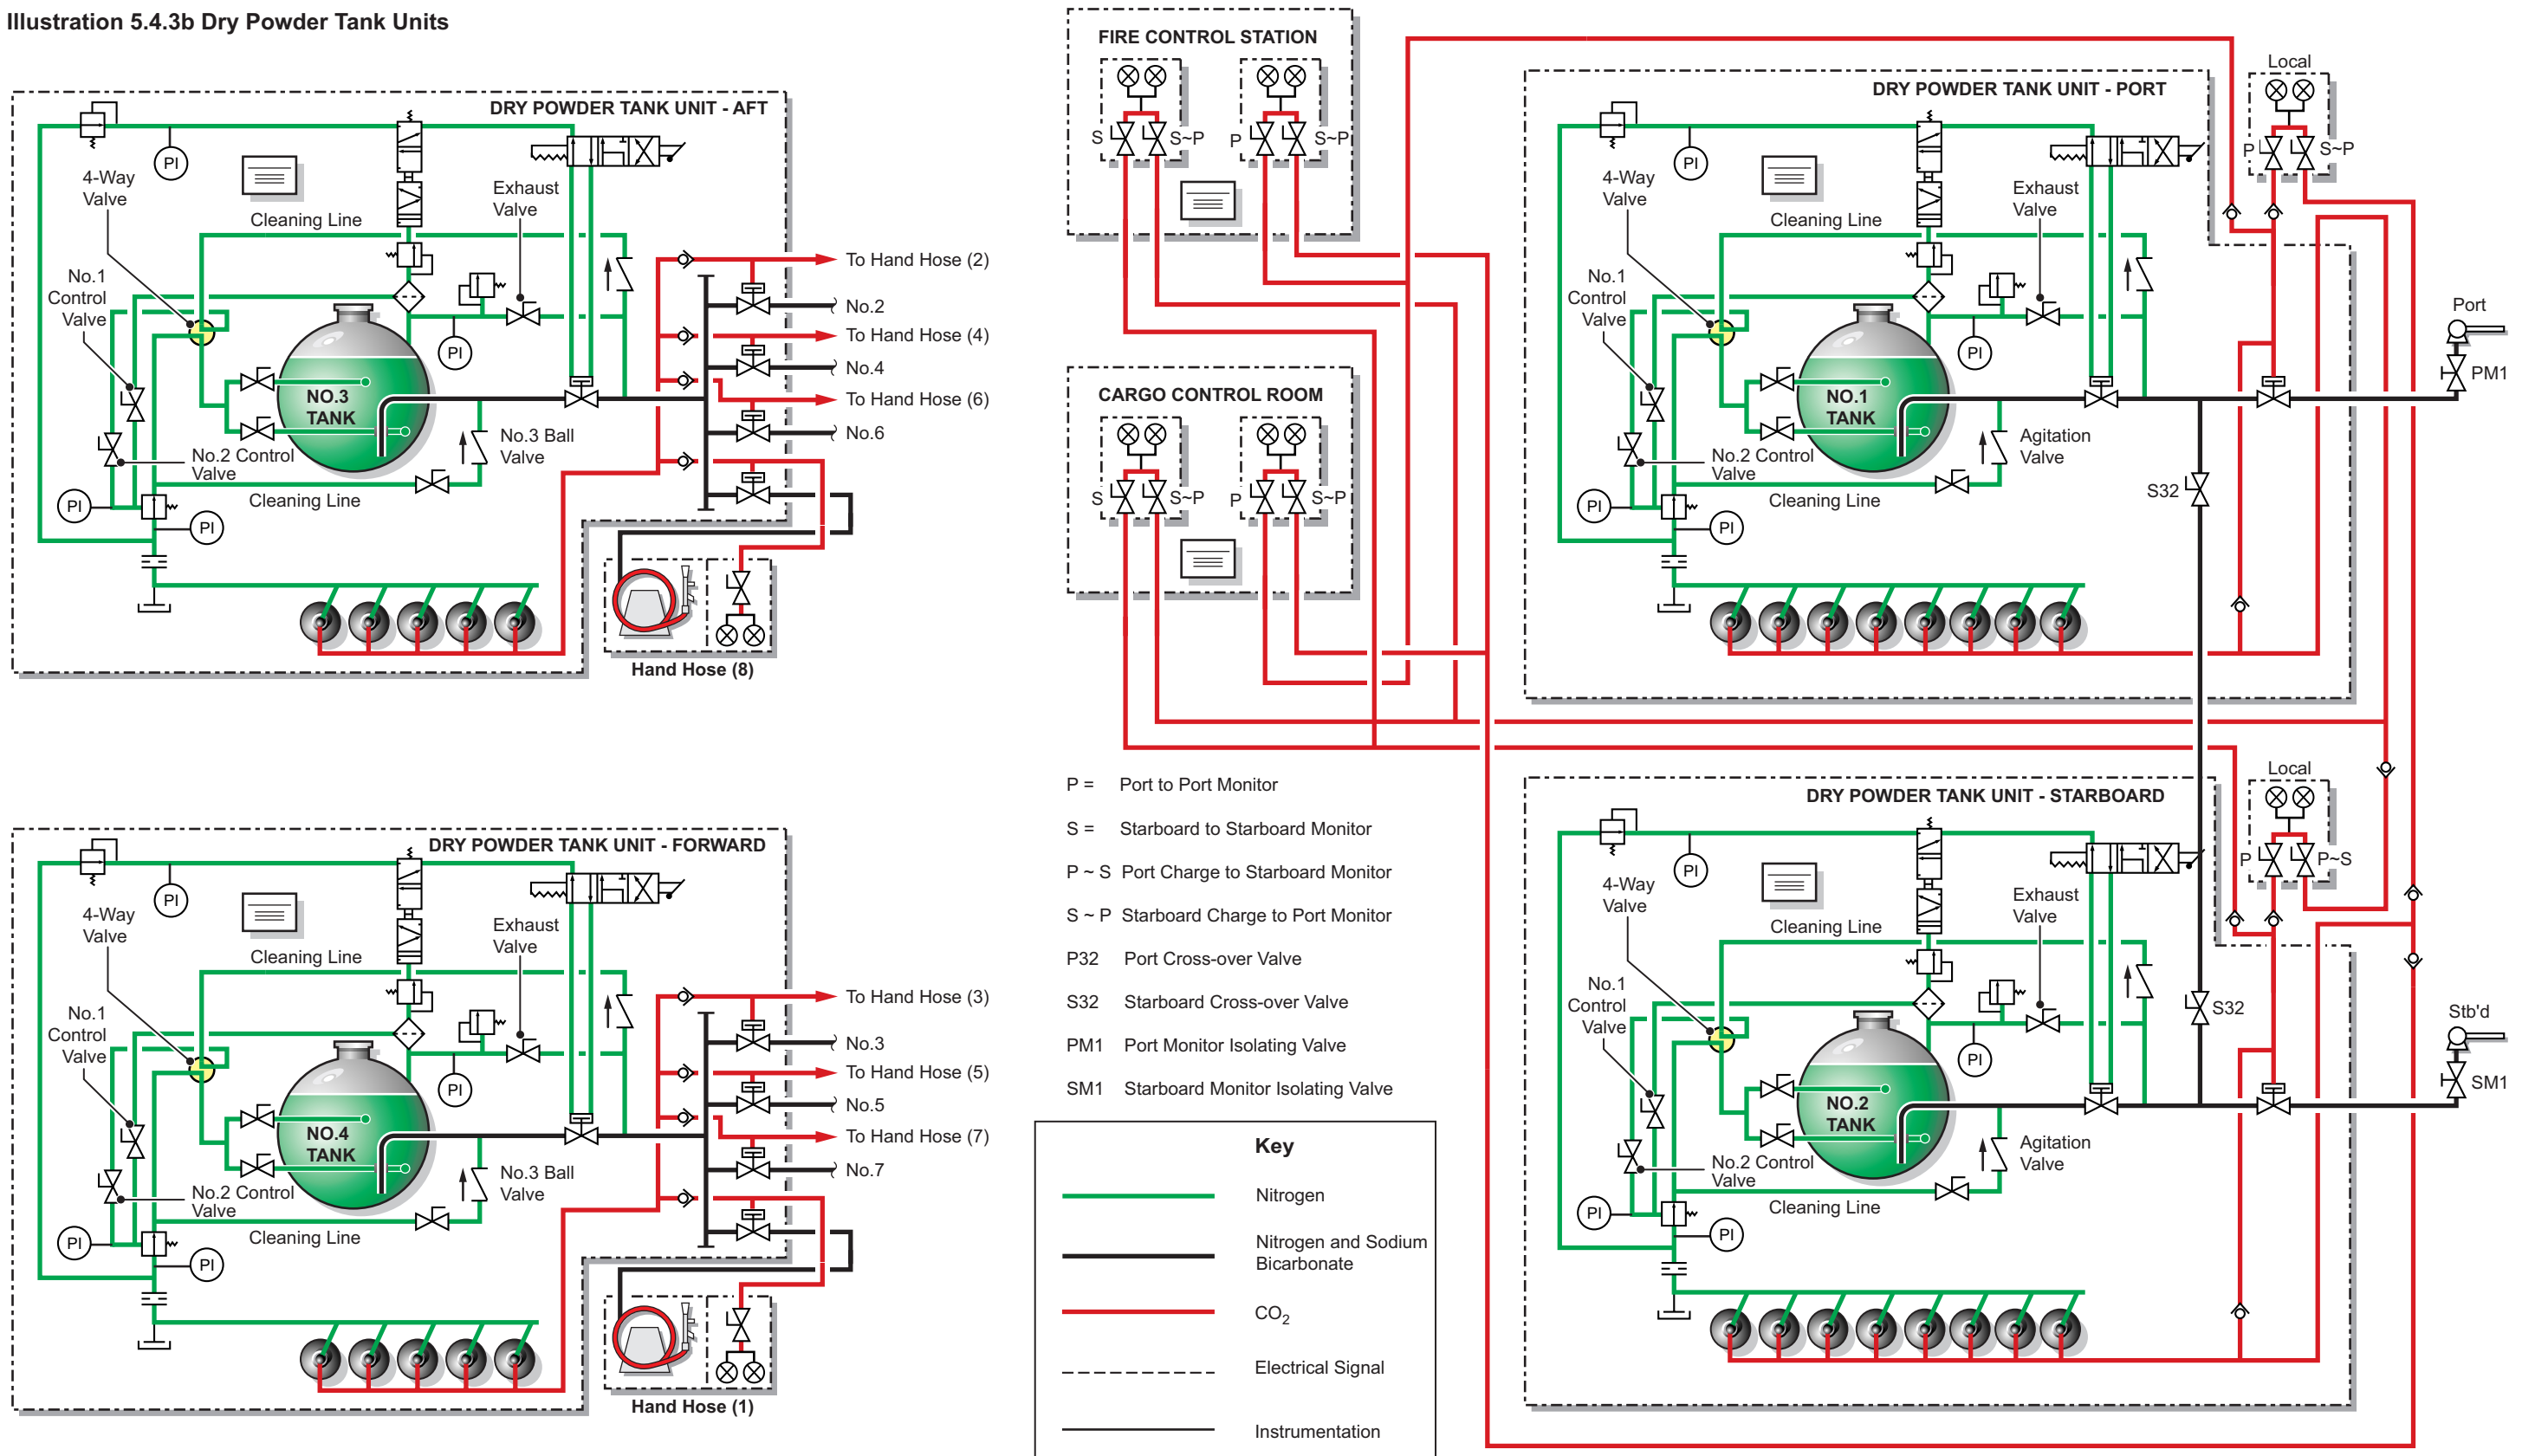 Illustration 5.4.3b Dry Powder Tank Units
DRY POWDER TANK UNIT - AFT
PI
4-Way
Valve
Cleaning Line
Exhaust
Valve
No.1
Control
Valve
PI
NO.3
TANK
No.2 Control
Valve
No.3 Ball
Valve
Cleaning Line
PI
PI
To Hand Hose (2)
No.2
To Hand Hose (4)
No.4
To Hand Hose (6)
No.6
Hand Hose (8)
DRY POWDER TANK UNIT - FORWARD
PI
4-Way
Valve
Cleaning Line
Exhaust
Valve
No.1
Control
Valve
PI
NO.4
TANK
No.2 Control
Valve
No.3 Ball
Valve
Cleaning Line
PI
PI
To Hand Hose (3)
No.3
To Hand Hose (5)
No.5
To Hand Hose (7)
No.7
Hand Hose (1)
FIRE CONTROL STATION
S
S~P
P
S~P
CARGO CONTROL ROOM
S
S~P
P
S~P
P = Port to Port Monitor
S = Starboard to Starboard Monitor
P ~ S Port Charge to Starboard Monitor
S ~ P Starboard Charge to Port Monitor
P32 Port Cross-over Valve
S32 Starboard Cross-over Valve
PM1 Port Monitor Isolating Valve
SM1 Starboard Monitor Isolating Valve
Key
Nitrogen
Nitrogen and Sodium
Bicarbonate
CO2
Electrical Signal
Instrumentation
DRY POWDER TANK UNIT - PORT
Local
P
S~P
PI
4-Way
Valve
Cleaning Line
Exhaust
Valve
No.1
Control
Valve
PI
NO.1
TANK
No.2 Control
Valve
Agitation
Valve
Cleaning Line
PI
PI
S32
Port
PM1
DRY POWDER TANK UNIT - STARBOARD
Local
P
P~S
PI
4-Way
Valve
Cleaning Line
Exhaust
Valve
No.1
Control
Valve
PI
NO.2
TANK
No.2 Control
Valve
Agitation
Valve
Cleaning Line
PI
PI
S32
Stb'd
SM1